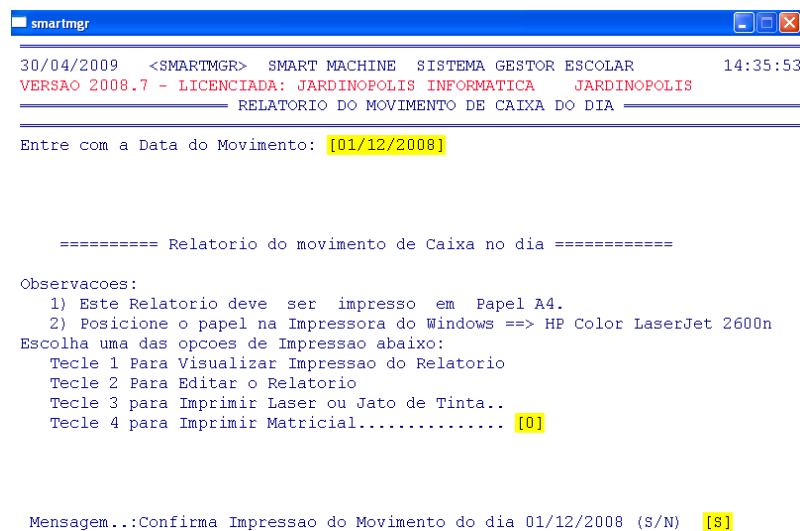 smartmgr
30/04/2009 <SMARTMGR> SMART MACHINE SISTEMA GESTOR ESCOLAR 14:35:53
VERSAO 2008.7 - LICENCIADA: JARDINOPOLIS INFORMATICA JARDINOPOLIS
RELATORIO DO MOVIMENTO DE CAIXA DO DIA
Entre com a Data do Movimento: [01/12/2008]
========== Relatorio do movimento de Caixa no dia ============
Observacoes:
1) Este Relatorio deve ser impresso em Papel A4.
2) Posicione o papel na Impressora do Windows ==> HP Color LaserJet 2600n
Escolha uma das opcoes de Impressao abaixo:
Tecle 1 Para Visualizar Impressao do Relatorio
Tecle 2 Para Editar o Relatorio
Tecle 3 para Imprimir Laser ou Jato de Tinta..
Tecle 4 para Imprimir Matricial............... [0]
Mensagem..:Confirma Impressao do Movimento do dia 01/12/2008 (S/N) [S]